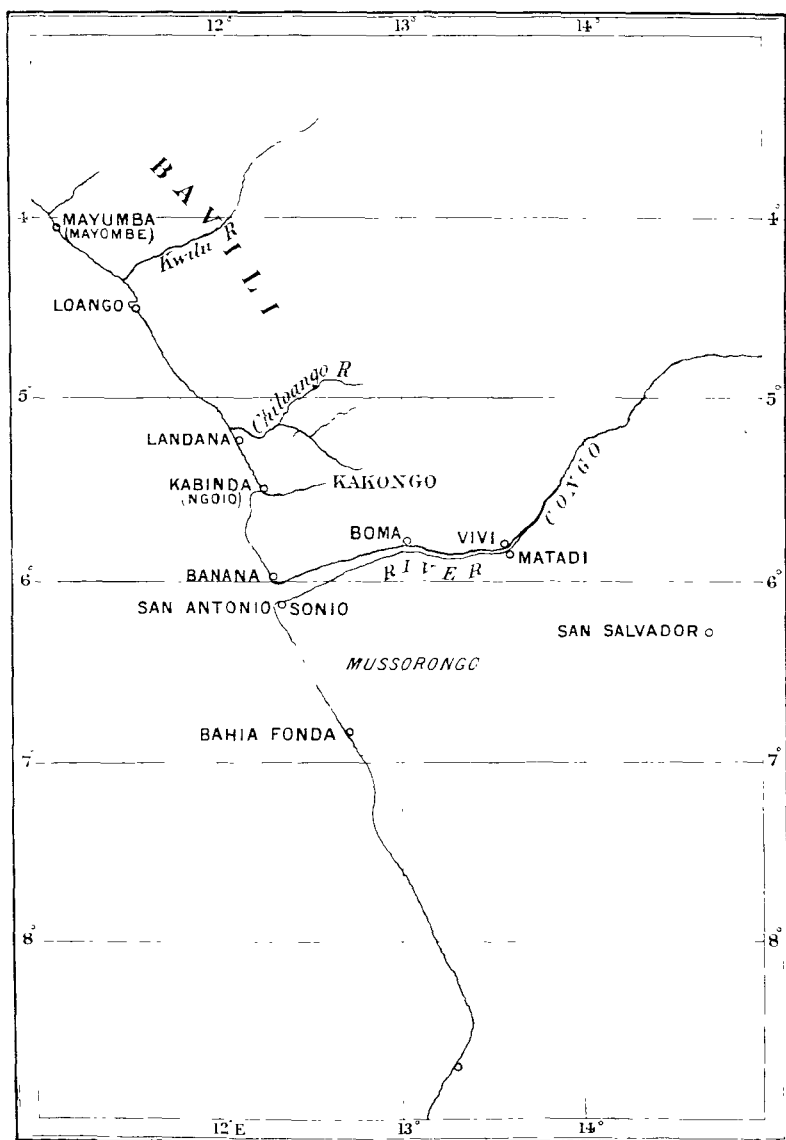 12° 13° 14°
BAVILI
4° MAYUMBA 4°
(MAYOMBE)
Kwilu R
LOANGO
5° Chiloango R 5°
LANDANA
KABINDA KAKONGO
(NGOIO)
BOMA VIVI CONGO
MATADI
BANANA RIVER
6° 6°
SAN ANTONIO SONIO
SAN SALVADOR
MUSSORONGO
BAHIA FONDA
7° 7°
8° 8°
12°E 13° 14°